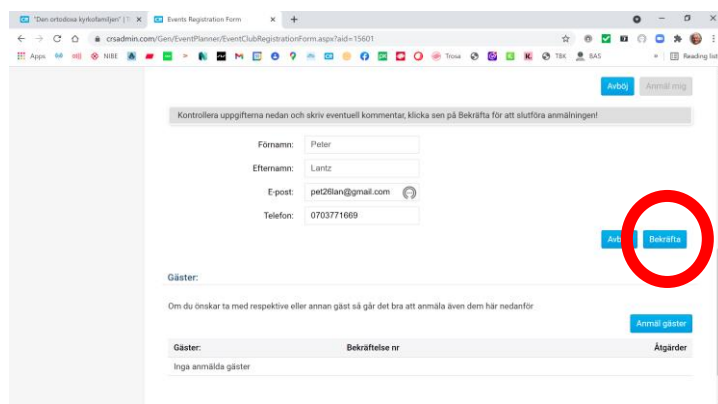 "Den ortodoxa kyrkofamiljen" | T
Events Registration Form
crsadmin.com/Gen/EventPlanner/EventClubRegistrationForm.aspx?aid=15601
Apps NIBE Trosa TBK BAS Reading list
Avböj Anmäl mig
Kontrollera uppgifterna nedan och skriv eventuell kommentar, klicka sen på Bekräfta för att slutföra anmälningen!
Förnamn: Peter
Efternamn: Lantz
E-post: pet26lan@gmail.com
Telefon: 0703771669
Bekräfta
Gäster:
Om du önskar ta med respektive eller annan gäst så går det bra att anmäla även dem här nedanför
Anmäl gäster
Gäster: Bekräftelse nr Åtgärder
Inga anmälda gäster